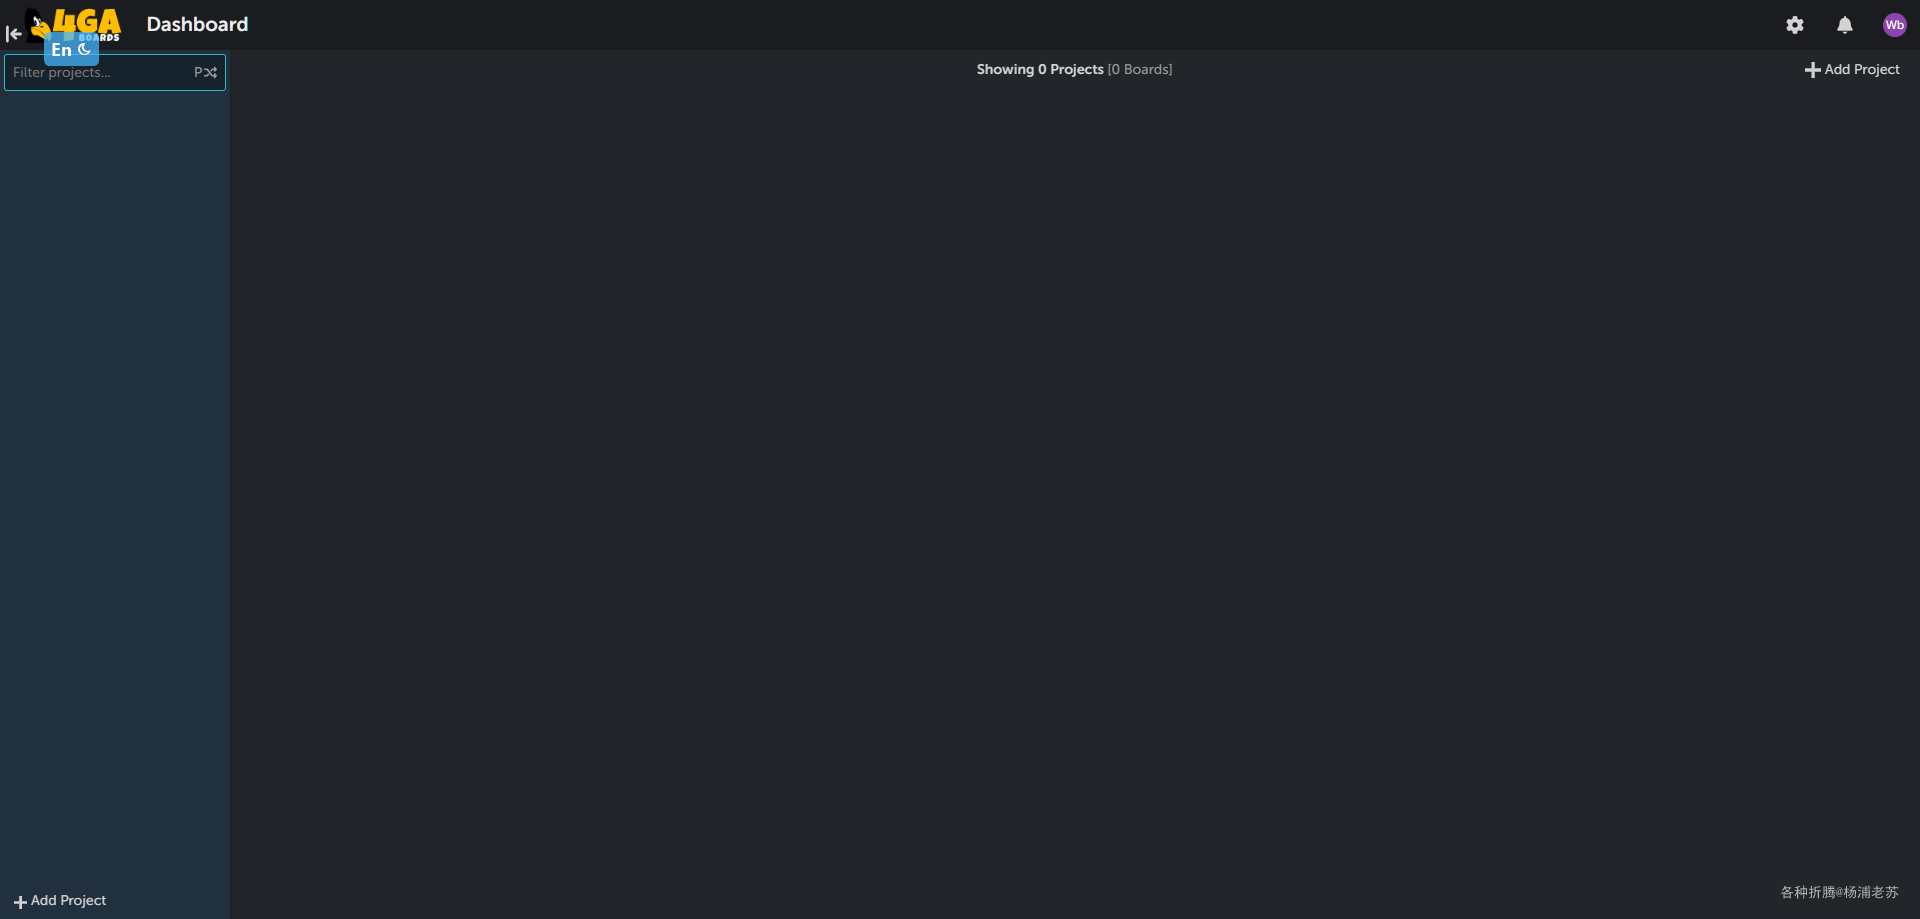 4GA
BOARDS
Dashboard
Wb
En
Filter projects...
P
Showing 0 Projects [0 Boards]
Add Project
Add Project
各种折腾@杨浦老苏